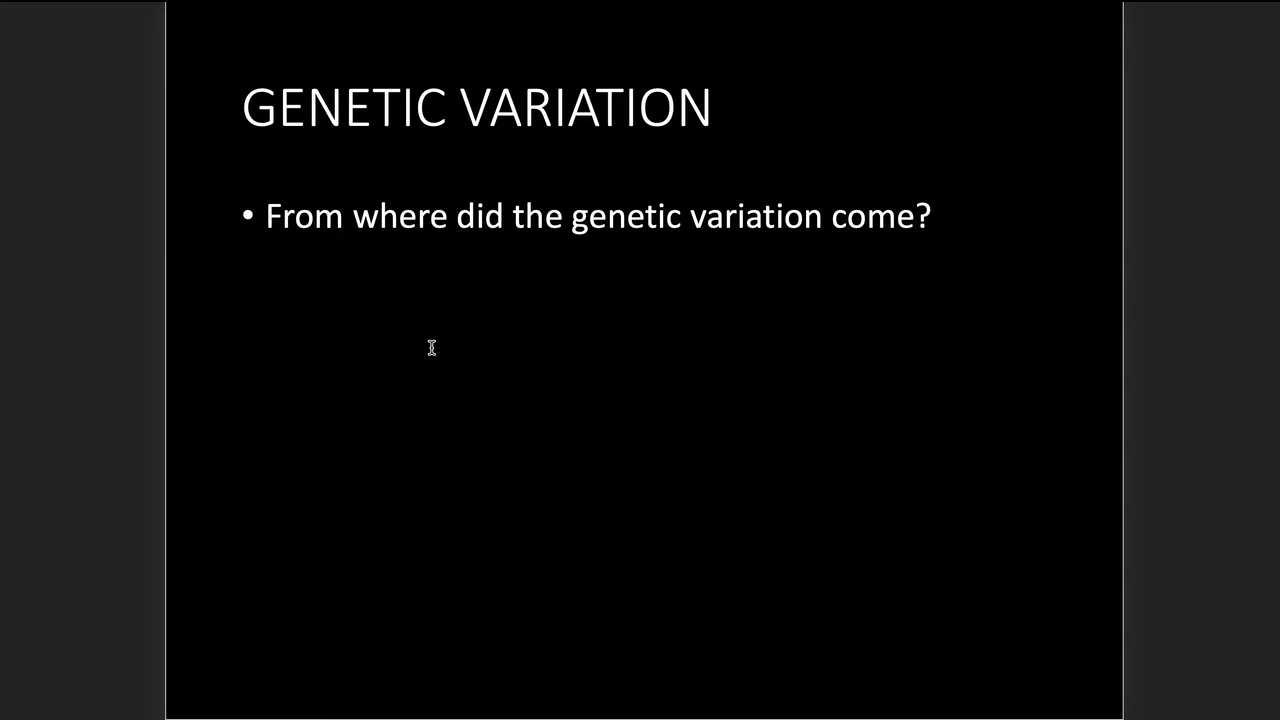 GENETIC VARIATION
• From where did the genetic variation come?